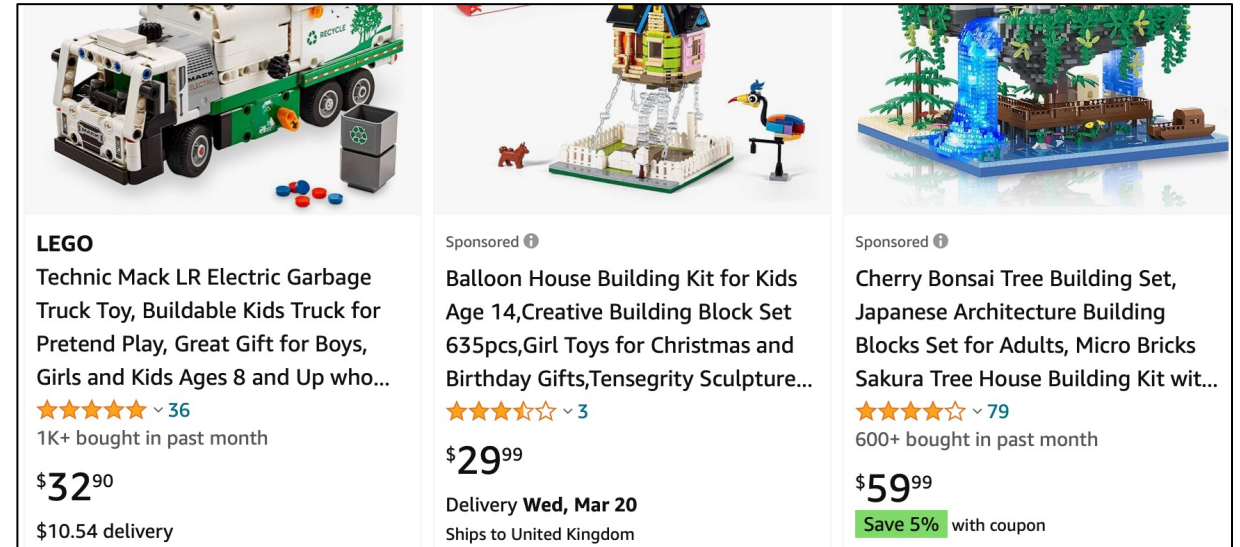 RECYCLE
MACK
ELECTRIC
LEGO
Technic Mack LR Electric Garbage
Truck Toy, Buildable Kids Truck for
Pretend Play, Great Gift for Boys,
Girls and Kids Ages 8 and Up who...
36
1K+ bought in past month
$32.90
$10.54 delivery
Sponsored
Balloon House Building Kit for Kids
Age 14,Creative Building Block Set
635pcs,Girl Toys for Christmas and
Birthday Gifts,Tensegrity Sculpture...
3
$29.99
Delivery Wed, Mar 20
Ships to United Kingdom
Sponsored
Cherry Bonsai Tree Building Set,
Japanese Architecture Building
Blocks Set for Adults, Micro Bricks
Sakura Tree House Building Kit wit...
79
600+ bought in past month
$59.99
Save 5% with coupon